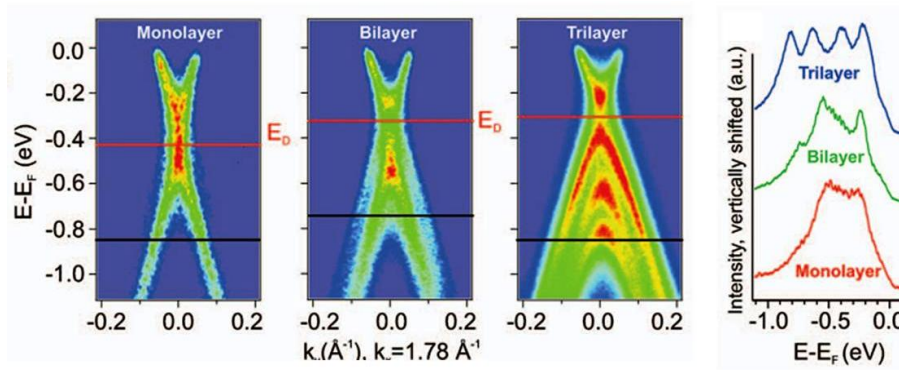 Monolayer
Bilayer
Trilayer
E-E_F (eV)
0.0
-0.2
-0.4
-0.6
-0.8
-1.0
E_D
E_D
-0.2 0.0 0.2
-0.2 0.0 0.2
-0.2 0.0 0.2
Å⁻¹), k
=1.78 Å⁻¹
Intensity, vertically shifted (a.u.)
Trilayer
Bilayer
Monolayer
-1.0 -0.5 0.0
E-E_F (eV)